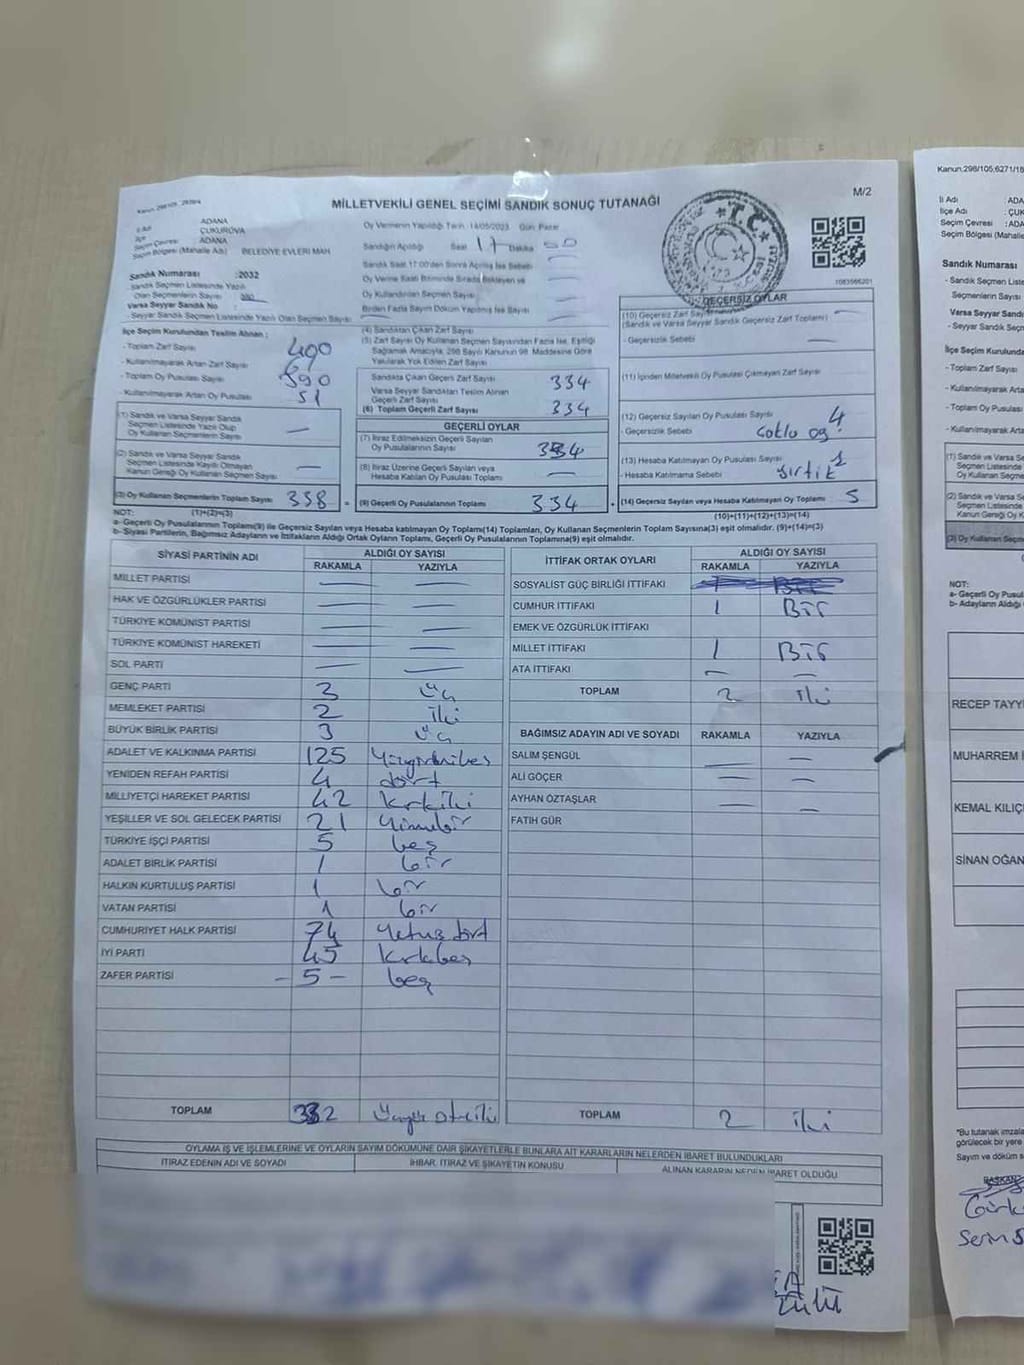 MİLLETVEKİLİ GENEL SEÇİMİ SANDIK SONUÇ TUTANAĞI
M/2
İl Adı ADANA
İlçe ÇUKUROVA
Seçim Çevresi ADANA
Seçim Bölgesi (Mahalle Adı) BELEDİYE EVLERİ MAH
Sandık Numarası :2032
Sandık Seçmen Listesinde Yazılı
Olan Seçmenlerin Sayısı
Varsa Seyyar Sandık No
- Seyyar Sandık Seçmen Listesinde Yazılı Olan Seçmen Sayısı
Oy Vermenin Yapıldığı Tarih: 14/05/2023 Gün: Pazar
Sandığın Açıldığı Saat 17 Dakika 50
Sandık Saat 17:00'den Sonra Açılmış İse Sebebi
Oy Verme Saati Bitiminde Sırada Bekleyen ve
Oy Kullandırılan Seçmen Sayısı
Birden Fazla Sayım Döküm Yapılmış İse Sayısı
1083566201
İlçe Seçim Kurulundan Teslim Alınan ;
- Toplam Zarf Sayısı 490
- Kullanılmayarak Artan Zarf Sayısı
- Toplam Oy Pusulası Sayısı 390
- Kullanılmayarak Artan Oy Pusulası 51
(1) Sandık ve Varsa Seyyar Sandık
Seçmen Listesinde Yazılı Olup
Oy Kullanan Seçmenlerin Sayısı
(2) Sandık ve Varsa Seyyar Sandık
Seçmen Listesinde Kayıtlı Olmayan
Kanun Gereği Oy Kullanan Seçmen Sayısı
(3) Oy Kullanan Seçmenlerin Toplam Sayısı 338
(4) Sandıktan Çıkan Zarf Sayısı
(5) Zarf Sayısı Oy Kullanan Seçmen Sayısından Fazla İse, Eşitliği
Sağlamak Amacıyla, 298 Sayılı Kanunun 98. Maddesine Göre
Yakılarak Yok Edilen Zarf Sayısı
Sandıkta Çıkan Geçerli Zarf Sayısı 334
Varsa Seyyar Sandıktan Teslim Alınan
Geçerli Zarf Sayısı
(6) Toplam Geçerli Zarf Sayısı 334
GEÇERLİ OYLAR
(7) İtiraz Edilmeksizin Geçerli Sayılan
Oy Pusulalarının Sayısı 334
(8) İtiraz Üzerine Geçerli Sayılan veya
Hesaba Katılan Oy Pusulası Toplamı
(9) Geçerli Oy Pusulalarının Toplamı 334
GEÇERSİZ OYLAR
(10) Geçersiz Zarf Sayısı
(Sandık ve Varsa Seyyar Sandık Geçersiz Zarf Toplamı)
- Geçersizlik Sebebi
(11) İçinden Milletvekili Oy Pusulası Çıkmayan Zarf Sayısı
(12) Geçersiz Sayılan Oy Pusulası Sayısı 4
- Geçersizlik Sebebi
(13) Hesaba Katılmayan Oy Pusulası Sayısı 1
- Hesaba Katılmama Sebebi yırtık
(14) Geçersiz Sayılan veya Hesaba Katılmayan Oy Toplamı 5
NOT: (1)+(2)=(3) (10)+(11)+(12)+(13)=(14)
a- Geçerli Oy Pusulalarının Toplamı(9) ile Geçersiz Sayılan veya Hesaba katılmayan Oy Toplamı(14) Toplamları, Oy Kullanan Seçmenlerin Toplam Sayısına(3) eşit olmalıdır. (9)+(14)=(3)
b- Siyasi Partilerin, Bağımsız Adayların ve İttifakların Aldığı Ortak Oyların Toplamı, Geçerli Oy Pusulalarının Toplamına(9) eşit olmalıdır.
SİYASİ PARTİNİN ADI ALDIĞI OY SAYISI
RAKAMLA YAZIYLA
MİLLET PARTİSİ
HAK VE ÖZGÜRLÜKLER PARTİSİ
TÜRKİYE KOMÜNİST PARTİSİ
TÜRKİYE KOMÜNİST HAREKETİ
SOL PARTİ
GENÇ PARTİ 3 üç
MEMLEKET PARTİSİ 2 iki
BÜYÜK BİRLİK PARTİSİ 3 üç
ADALET VE KALKINMA PARTİSİ 125 Yüzyirmibeş
YENİDEN REFAH PARTİSİ 4 dört
MİLLİYETÇİ HAREKET PARTİSİ 42 kırkiki
YEŞİLLER VE SOL GELECEK PARTİSİ 21 Yirmibir
TÜRKİYE İŞÇİ PARTİSİ 5 beş
ADALET BİRLİK PARTİSİ 1 bir
HALKIN KURTULUŞ PARTİSİ 1 bir
VATAN PARTİSİ 1 bir
CUMHURİYET HALK PARTİSİ 74 Yetmiş dört
İYİ PARTİ 45 kırkbeş
ZAFER PARTİSİ - 5 - beş
TOPLAM 332 üçyüz otuziki
İTTİFAK ORTAK OYLARI ALDIĞI OY SAYISI
RAKAMLA YAZIYLA
SOSYALİST GÜÇ BİRLİĞİ İTTİFAKI
CUMHUR İTTİFAKI 1 Bir
EMEK VE ÖZGÜRLÜK İTTİFAKI
MİLLET İTTİFAKI 1 Bir
ATA İTTİFAKI
TOPLAM 2 iki
BAĞIMSIZ ADAYIN ADI VE SOYADI RAKAMLA YAZIYLA
SALİM ŞENGÜL
ALİ GÖÇER
AYHAN ÖZTAŞLAR
FATİH GÜR
TOPLAM 2 iki
OYLAMA İŞ VE İŞLEMLERİNE VE OYLARIN SAYIM DÖKÜMÜNE DAİR ŞİKAYETLERLE BUNLARA AİT KARARLARIN NELERDEN İBARET BULUNDUKLARI
İTİRAZ EDENİN ADI VE SOYADI İHBAR, İTİRAZ VE ŞİKAYETİN KONUSU ALINAN KARARIN NEDEN İBARET OLDUĞU
Kanun.298/105;6271/18
İl Adı ADA
İlçe Adı : ÇUK
Seçim Çevresi : ADA
Seçim Bölgesi (Mahalle
Sandık Numarası
- Sandık Seçmen Listesi
Seçmenlerin Sayısı
Varsa Seyyar Sandık
- Seyyar Sandık Seçm
İlçe Seçim Kurulunda
- Toplam Zarf Sayısı
- Kullanılmayarak Arta
- Toplam Oy Pusulas
- Kullanılmayarak Arta
(1) Sandık ve Varsa Sey
Seçmen Listesinde Y
Oy Kullanan Seçmen
(2) Sandık ve Varsa Sey
Seçmen Listesinde K
Kanun Gereği Oy Kul
(3) Oy Kullanan Seçme
NOT:
a- Geçerli Oy Pusul
b- Adayların Aldığı
RECEP TAYYİ
MUHARREM İ
KEMAL KILIÇ
SİNAN OĞAN
*Bu tutanak imzala
görülecek bir yere
Sayım ve döküm s
BAŞKAN